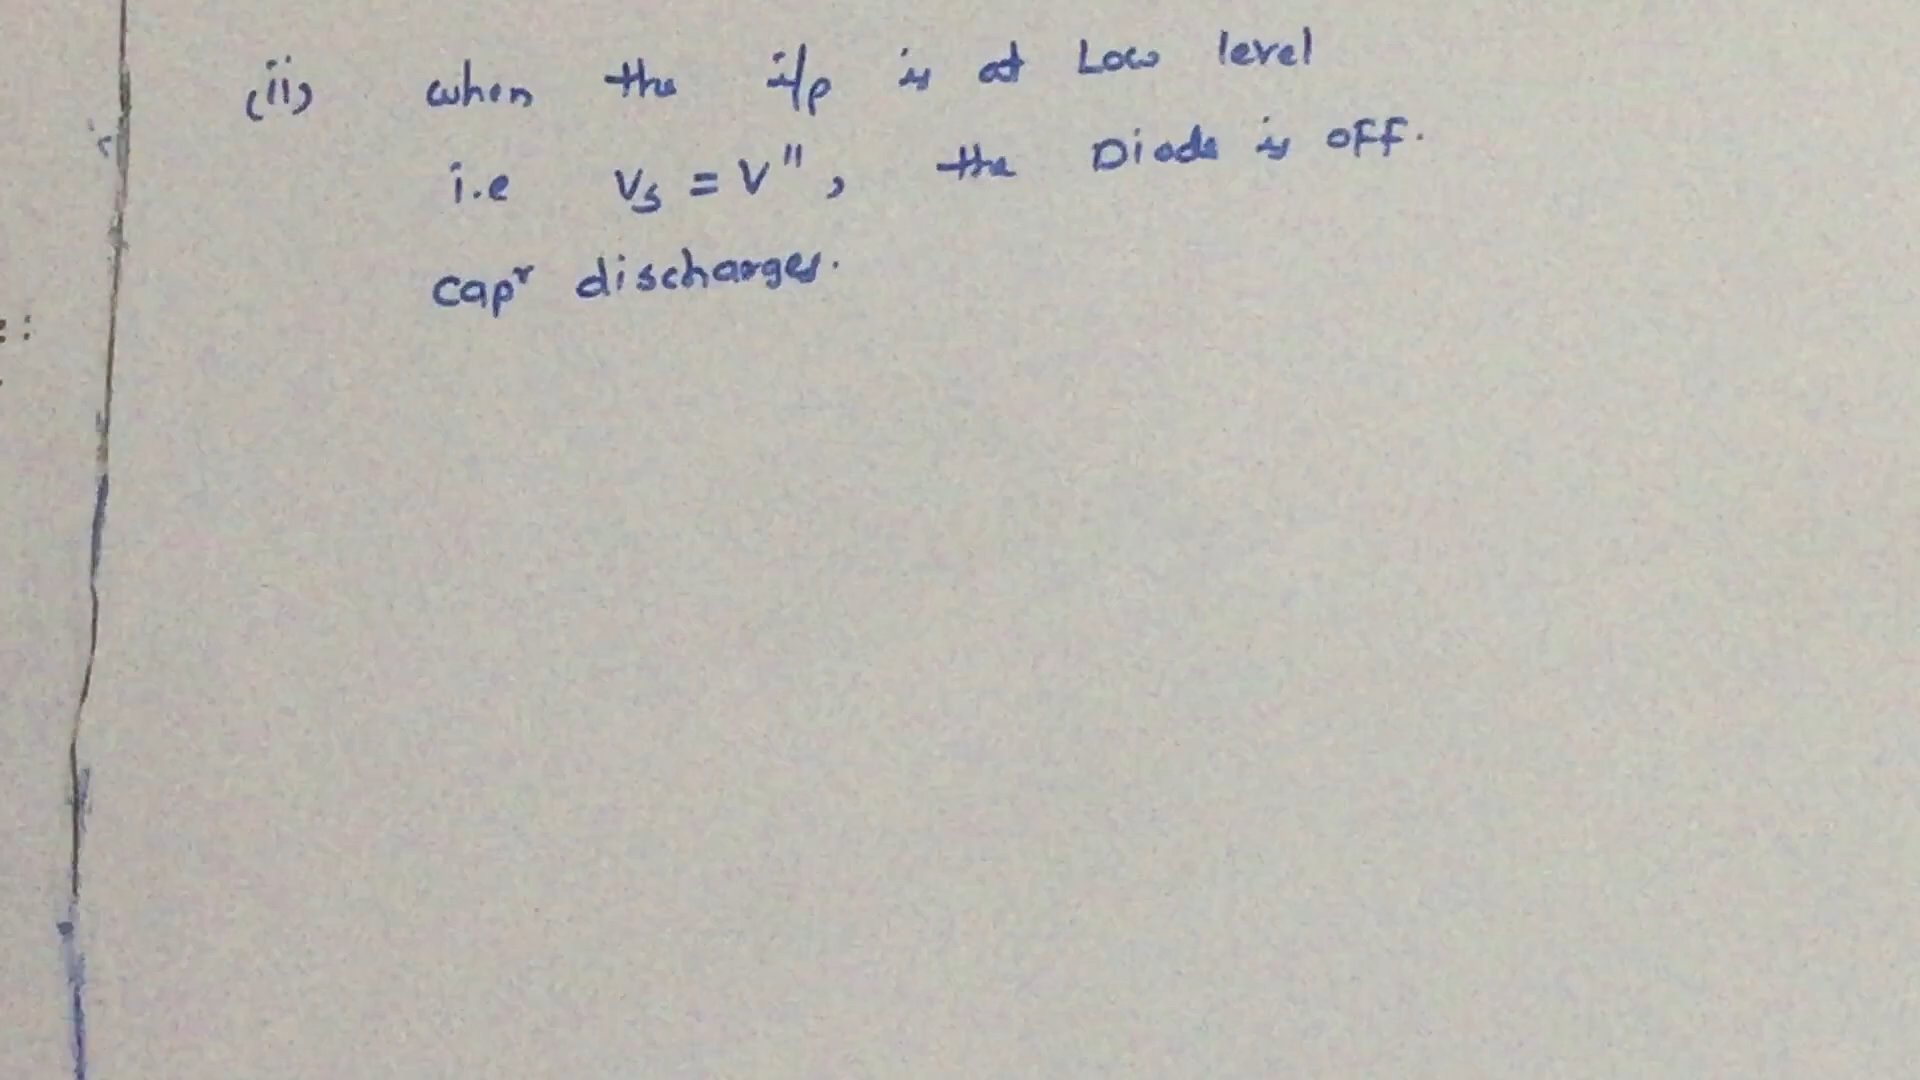 (ii) when the i/p is at Low level
i.e Vs = V", the Diode is OFF.
Capr discharges.